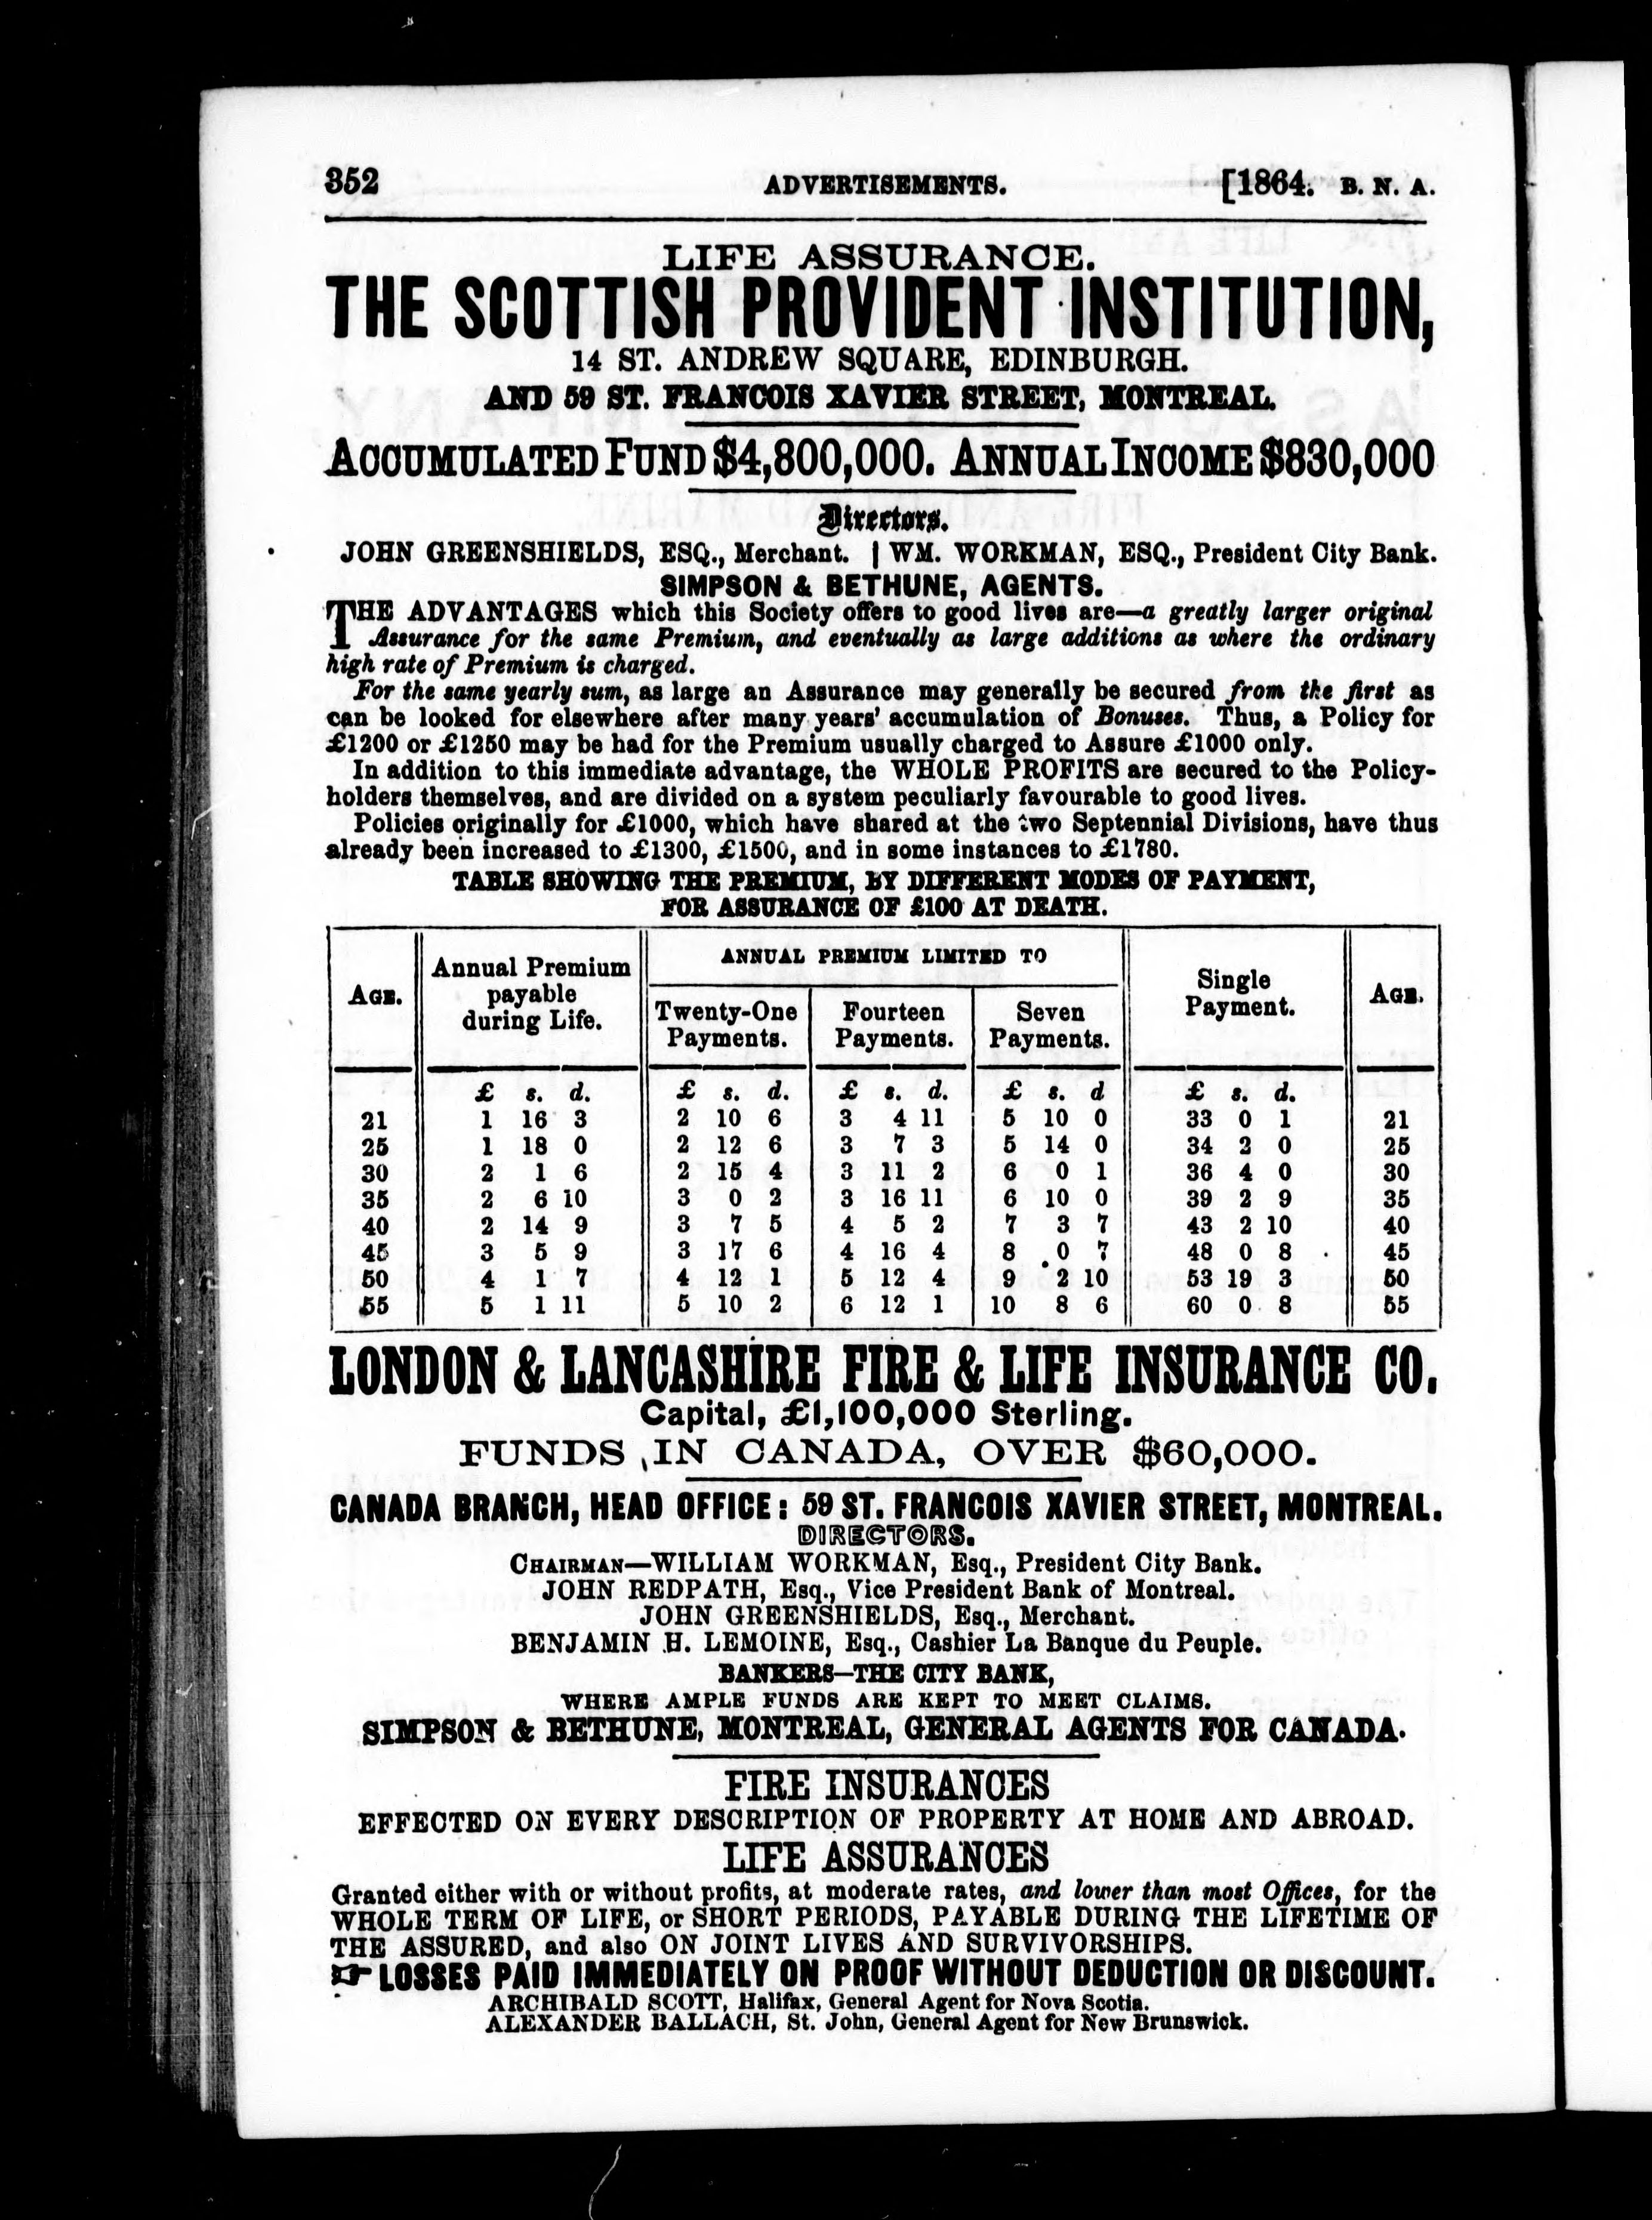 352 ADVERTISEMENTS. [1864. B. N. A.
LIFE ASSURANCE.
THE SCOTTISH PROVIDENT INSTITUTION,
14 ST. ANDREW SQUARE, EDINBURGH.
AND 59 ST. FRANCOIS XAVIER STREET, MONTREAL.
ACCUMULATED FUND $4,800,000. ANNUAL INCOME $830,000
Directors.
JOHN GREENSHIELDS, ESQ., Merchant. | WM. WORKMAN, ESQ., President City Bank.
SIMPSON & BETHUNE, AGENTS.
THE ADVANTAGES which this Society offers to good lives are—a greatly larger original
Assurance for the same Premium, and eventually as large additions as where the ordinary
high rate of Premium is charged.
For the same yearly sum, as large an Assurance may generally be secured from the first as
can be looked for elsewhere after many years' accumulation of Bonuses. Thus, a Policy for
£1200 or £1250 may be had for the Premium usually charged to Assure £1000 only.
In addition to this immediate advantage, the WHOLE PROFITS are secured to the Policy-
holders themselves, and are divided on a system peculiarly favourable to good lives.
Policies originally for £1000, which have shared at the two Septennial Divisions, have thus
already been increased to £1300, £1500, and in some instances to £1780.
TABLE SHOWING THE PREMIUM, BY DIFFERENT MODES OF PAYMENT,
FOR ASSURANCE OF £100 AT DEATH.
AGE. Annual Premium payable during Life. ANNUAL PREMIUM LIMITED TO Single Payment. AGE.
Twenty-One Payments. Fourteen Payments. Seven Payments.
£ s. d. £ s. d. £ s. d. £ s. d £ s. d.
21 1 16 3 2 10 6 3 4 11 5 10 0 33 0 1 21
25 1 18 0 2 12 6 3 7 3 5 14 0 34 2 0 25
30 2 1 6 2 15 4 3 11 2 6 0 1 36 4 0 30
35 2 6 10 3 0 2 3 16 11 6 10 0 39 2 9 35
40 2 14 9 3 7 5 4 5 2 7 3 7 43 2 10 40
45 3 5 9 3 17 6 4 16 4 8 0 7 48 0 8 45
50 4 1 7 4 12 1 5 12 4 9 2 10 53 19 3 50
55 5 1 11 5 10 2 6 12 1 10 8 6 60 0 8 55
LONDON & LANCASHIRE FIRE & LIFE INSURANCE CO.
Capital, £1,100,000 Sterling.
FUNDS IN CANADA, OVER $60,000.
CANADA BRANCH, HEAD OFFICE: 59 ST. FRANCOIS XAVIER STREET, MONTREAL.
DIRECTORS.
CHAIRMAN—WILLIAM WORKMAN, Esq., President City Bank.
JOHN REDPATH, Esq., Vice President Bank of Montreal.
JOHN GREENSHIELDS, Esq., Merchant.
BENJAMIN H. LEMOINE, Esq., Cashier La Banque du Peuple.
BANKERS—THE CITY BANK,
WHERE AMPLE FUNDS ARE KEPT TO MEET CLAIMS.
SIMPSON & BETHUNE, MONTREAL, GENERAL AGENTS FOR CANADA.
FIRE INSURANCES
EFFECTED ON EVERY DESCRIPTION OF PROPERTY AT HOME AND ABROAD.
LIFE ASSURANCES
Granted either with or without profits, at moderate rates, and lower than most Offices, for the
WHOLE TERM OF LIFE, or SHORT PERIODS, PAYABLE DURING THE LIFETIME OF
THE ASSURED, and also ON JOINT LIVES AND SURVIVORSHIPS.
☞ LOSSES PAID IMMEDIATELY ON PROOF WITHOUT DEDUCTION OR DISCOUNT.
ARCHIBALD SCOTT, Halifax, General Agent for Nova Scotia.
ALEXANDER BALLACH, St. John, General Agent for New Brunswick.